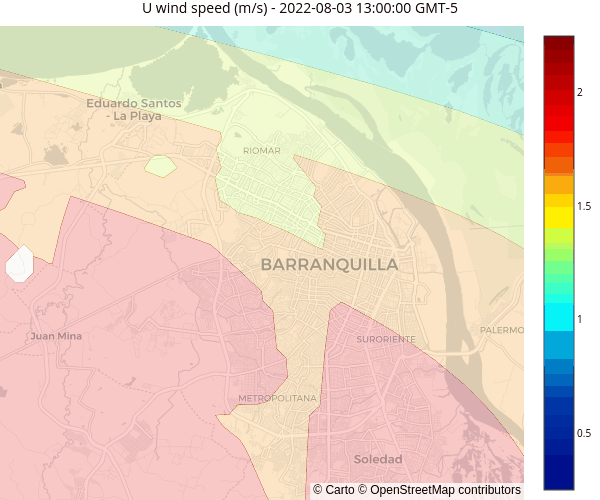 U wind speed (m/s) - 2022-08-03 13:00:00 GMT-5
Eduardo Santos
- La Playa
RIOMAR
BARRANQUILLA
Juan Mina
SURORIENTE
PALERMO
METROPOLITANA
Soledad
© Carto © OpenStreetMap contributors
2
1.5
1
0.5